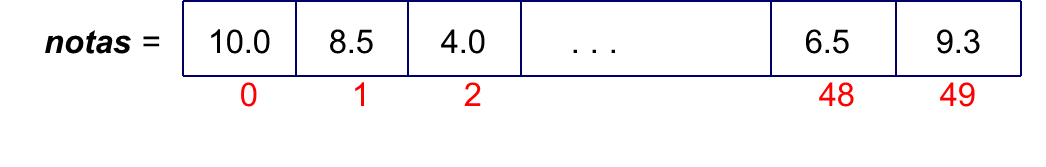 notas = 10.0 8.5 4.0 . . . 6.5 9.3
0 1 2 48 49